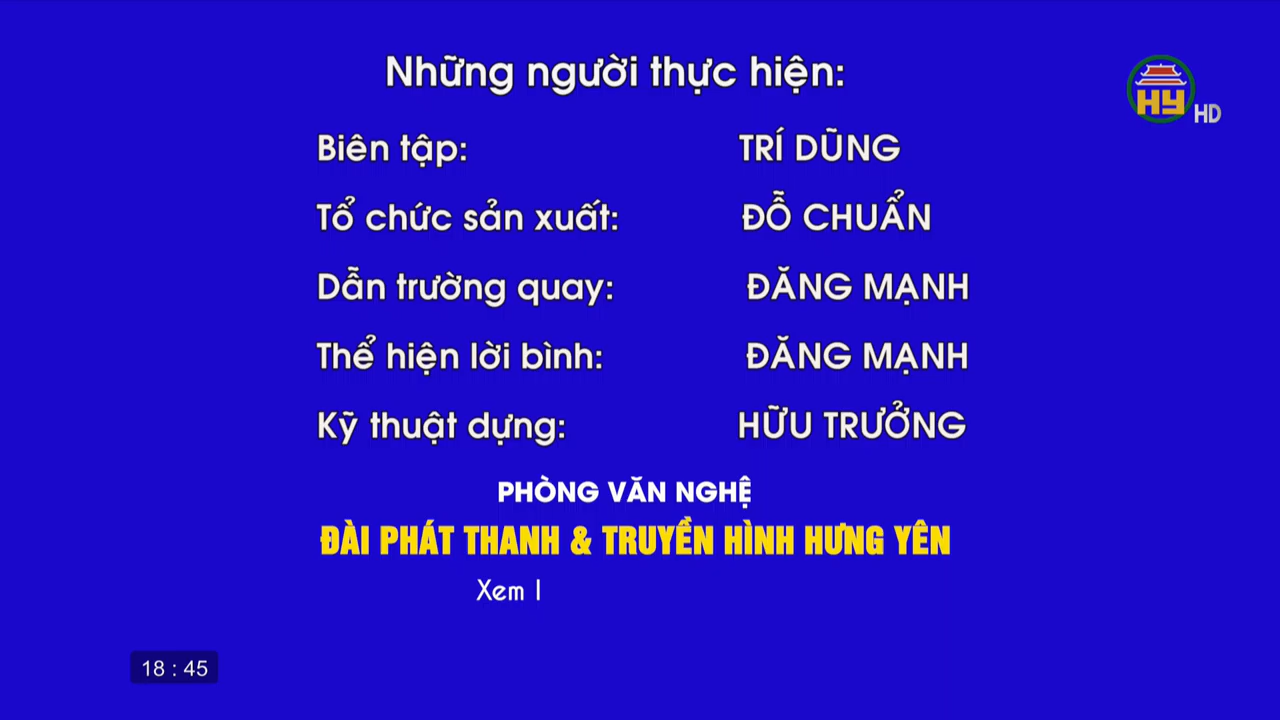 Những người thực hiện:
HY HD
Biên tập: TRÍ DŨNG
Tổ chức sản xuất: ĐỖ CHUẨN
Dẫn trường quay: ĐĂNG MẠNH
Thể hiện lời bình: ĐĂNG MẠNH
Kỹ thuật dựng: HỮU TRƯỞNG
PHÒNG VĂN NGHỆ
ĐÀI PHÁT THANH & TRUYỀN HÌNH HƯNG YÊN
Xem l
18 : 45